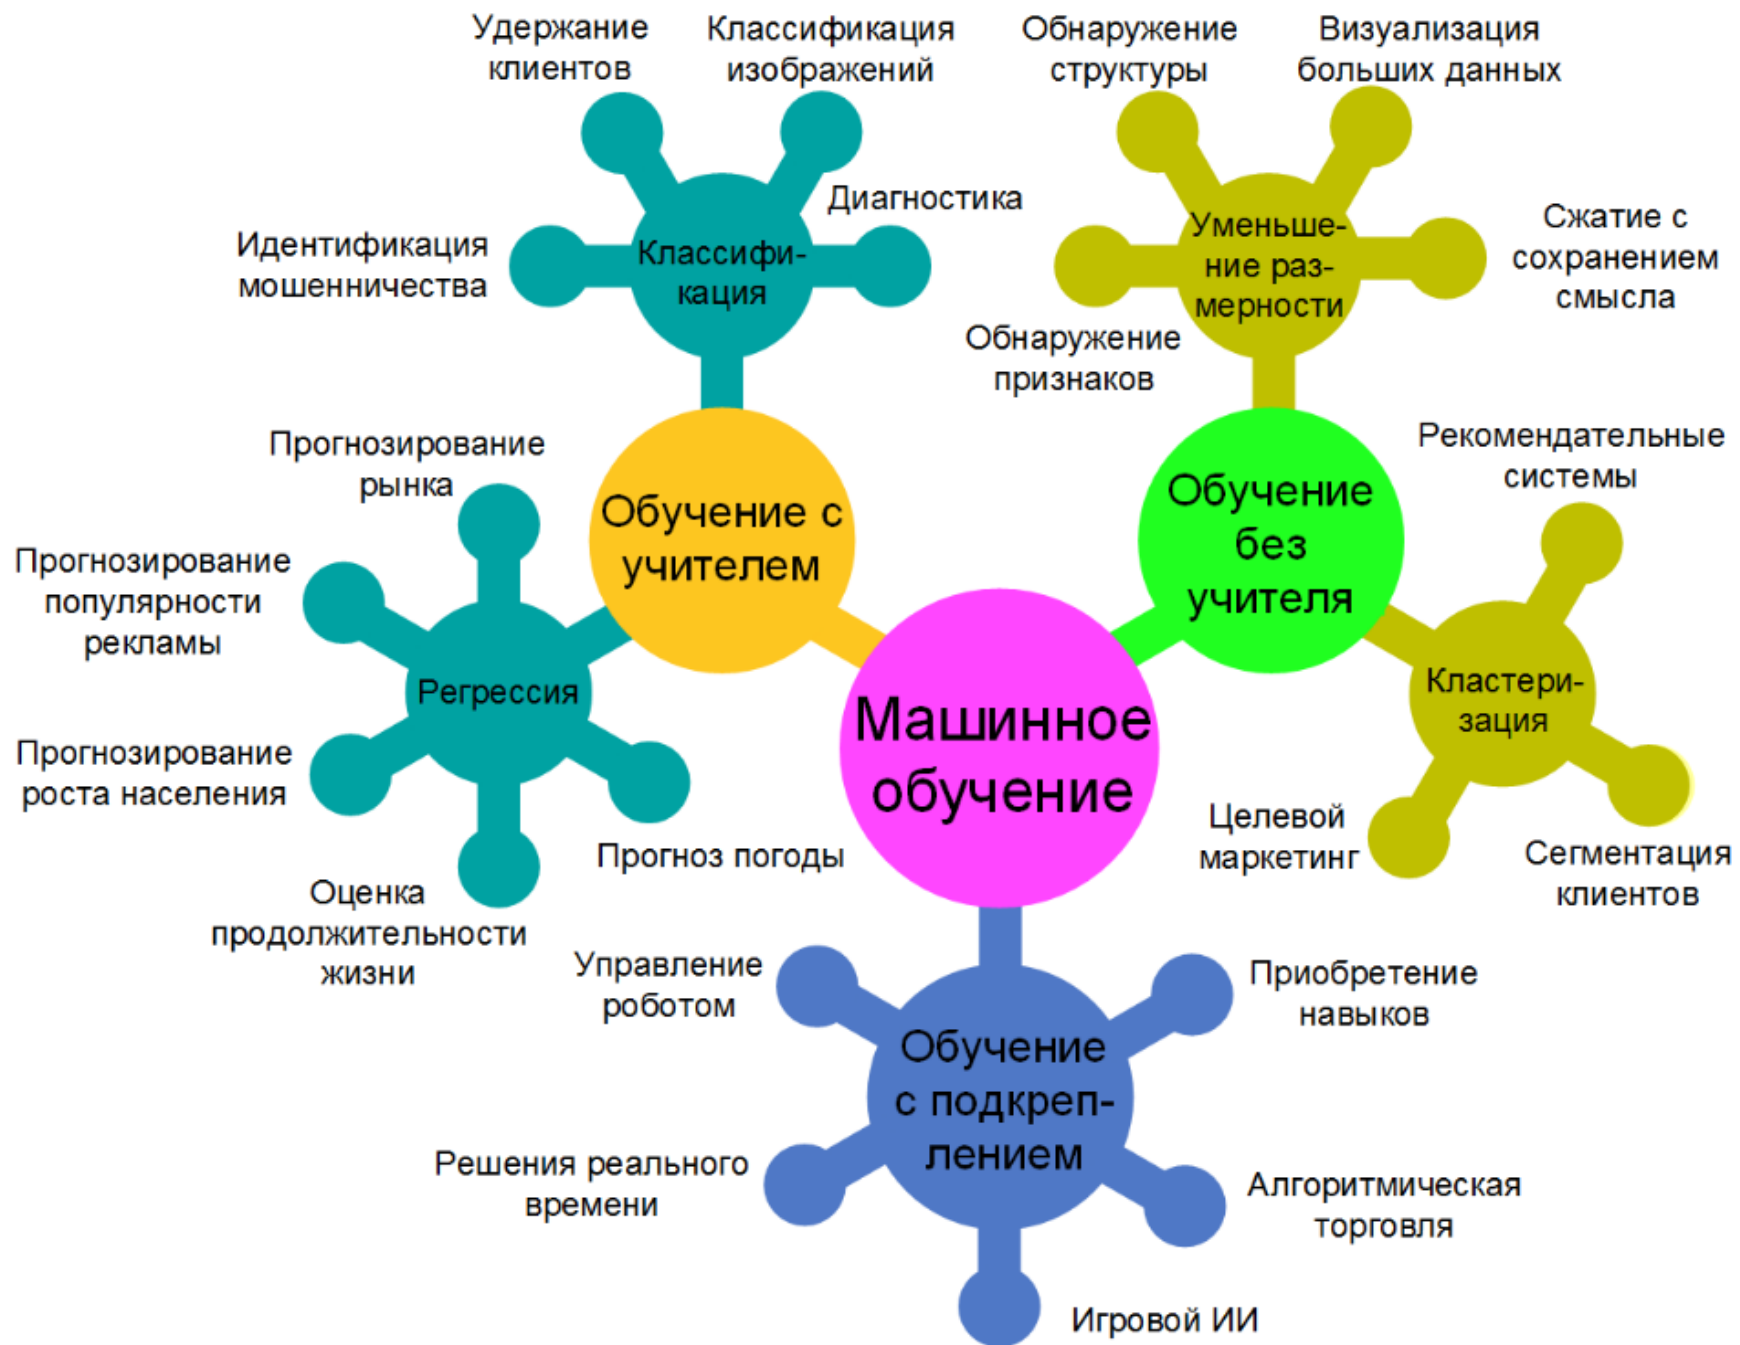 Удержание
клиентов
Классификация
изображений
Обнаружение
структуры
Визуализация
больших данных
Идентификация
мошенничества
Классифи-
кация
Диагностика
Уменьше-
ние раз-
мерности
Сжатие с
сохранением
смысла
Обнаружение
признаков
Прогнозирование
рынка
Обучение с
учителем
Обучение
без
учителя
Рекомендательные
системы
Прогнозирование
популярности
рекламы
Регрессия
Машинное
обучение
Кластери-
зация
Прогнозирование
роста населения
Оценка
продолжительности
жизни
Прогноз погоды
Целевой
маркетинг
Сегментация
клиентов
Управление
роботом
Приобретение
навыков
Обучение
с подкреп-
лением
Решения реального
времени
Алгоритмическая
торговля
Игровой ИИ